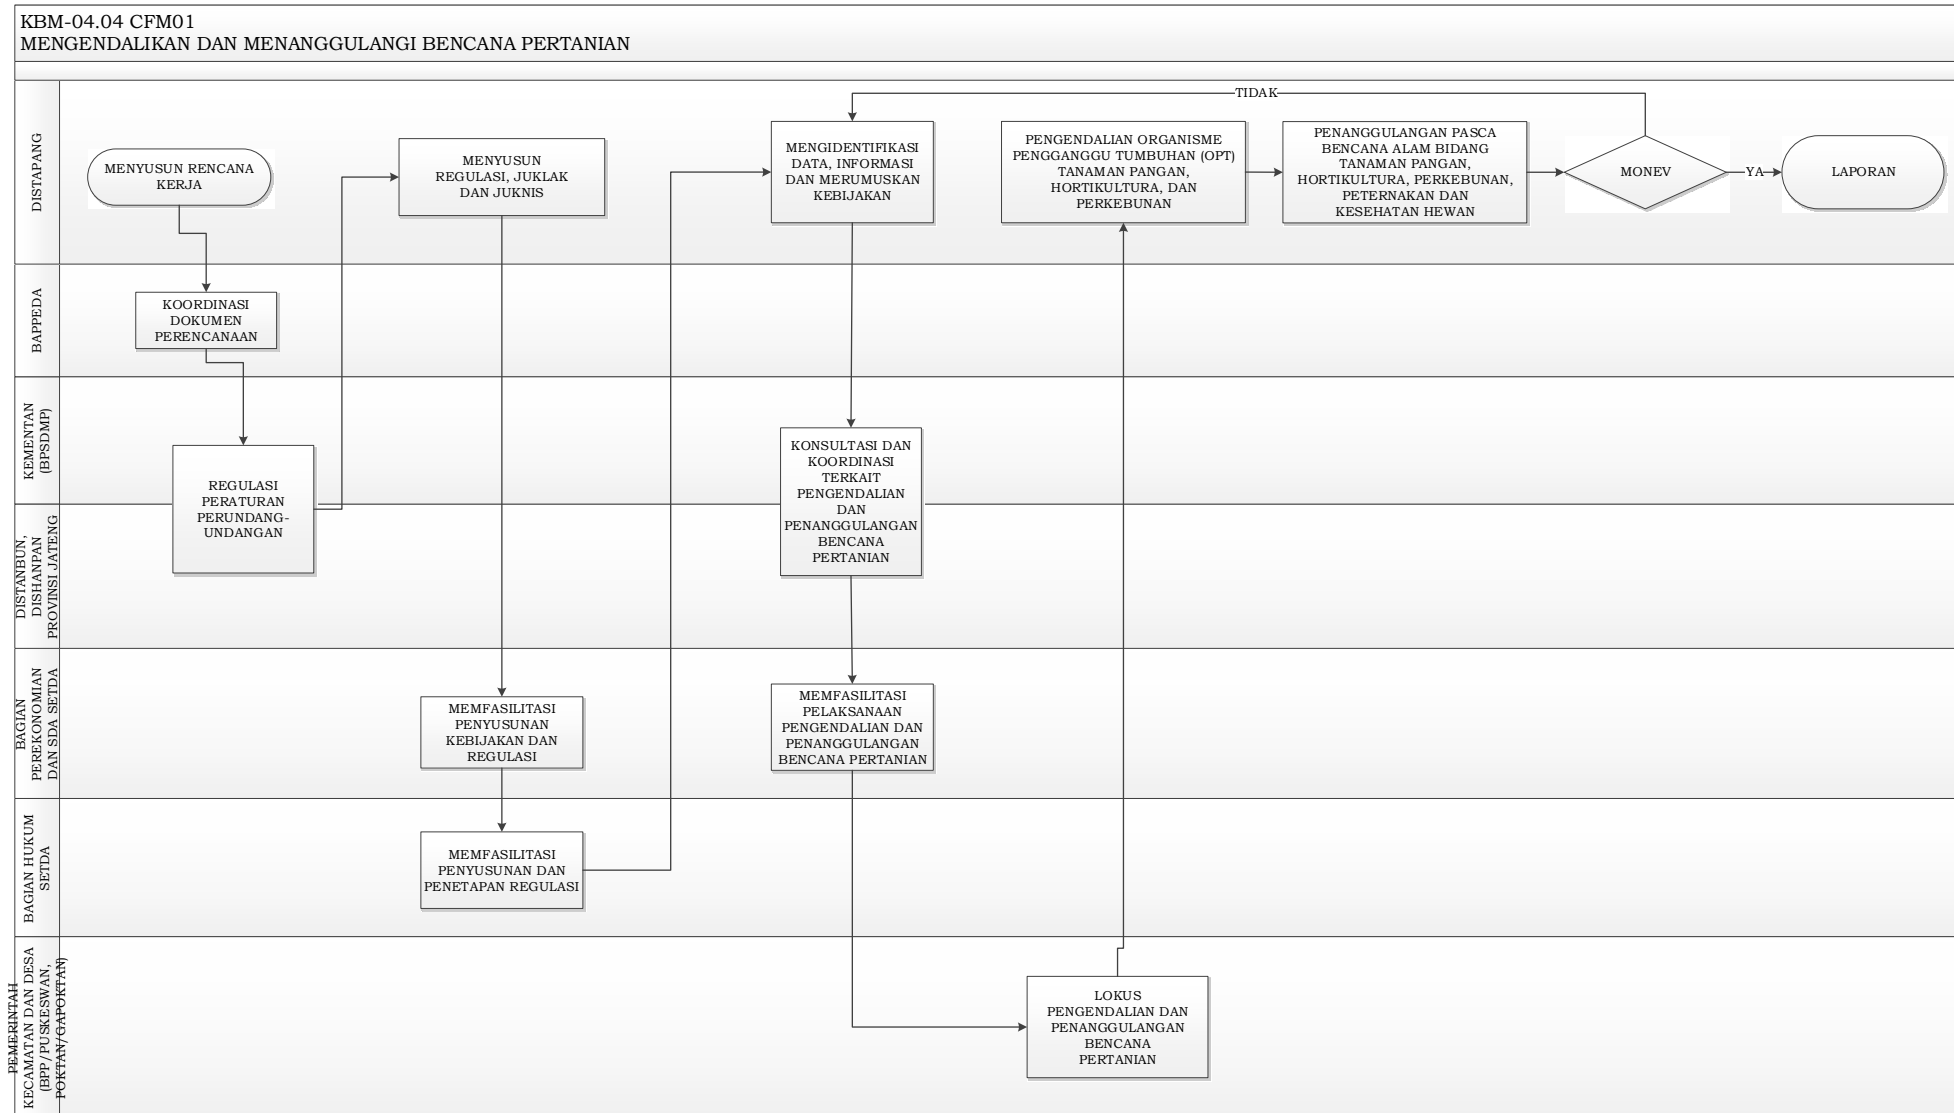 KBM-04.04 CFM01
MENGENDALIKAN DAN MENANGGULANGI BENCANA PERTANIAN
DISTAPANG
MENYUSUN RENCANA
KERJA
MENYUSUN
REGULASI, JUKLAK
DAN JUKNIS
MENGIDENTIFIKASI
DATA, INFORMASI
DAN MERUMUSKAN
KEBIJAKAN
PENGENDALIAN ORGANISME
PENGGANGGU TUMBUHAN (OPT)
TANAMAN PANGAN,
HORTIKULTURA, DAN
PERKEBUNAN
PENANGGULANGAN PASCA
BENCANA ALAM BIDANG
TANAMAN PANGAN,
HORTIKULTURA, PERKEBUNAN,
PETERNAKAN DAN
KESEHATAN HEWAN
TIDAK
MONEV
YA
LAPORAN
BAPPEDA
KOORDINASI
DOKUMEN
PERENCANAAN
KEMENTAN
(BPSDMP)
REGULASI
PERATURAN
PERUNDANG-
UNDANGAN
KONSULTASI DAN
KOORDINASI
TERKAIT
PENGENDALIAN
DAN
PENANGGULANGAN
BENCANA
PERTANIAN
DISTANBUN,
DISHANPAN
PROVINSI JATENG
BAGIAN
PEREKONOMIAN
DAN SDA SETDA
MEMFASILITASI
PENYUSUNAN
KEBIJAKAN DAN
REGULASI
MEMFASILITASI
PELAKSANAAN
PENGENDALIAN DAN
PENANGGULANGAN
BENCANA PERTANIAN
BAGIAN HUKUM
SETDA
MEMFASILITASI
PENYUSUNAN DAN
PENETAPAN REGULASI
PEMERINTAH
KECAMATAN DAN DESA
(BPP/PUSKESWAN,
POKTAN/GAPOKTAN)
LOKUS
PENGENDALIAN DAN
PENANGGULANGAN
BENCANA
PERTANIAN